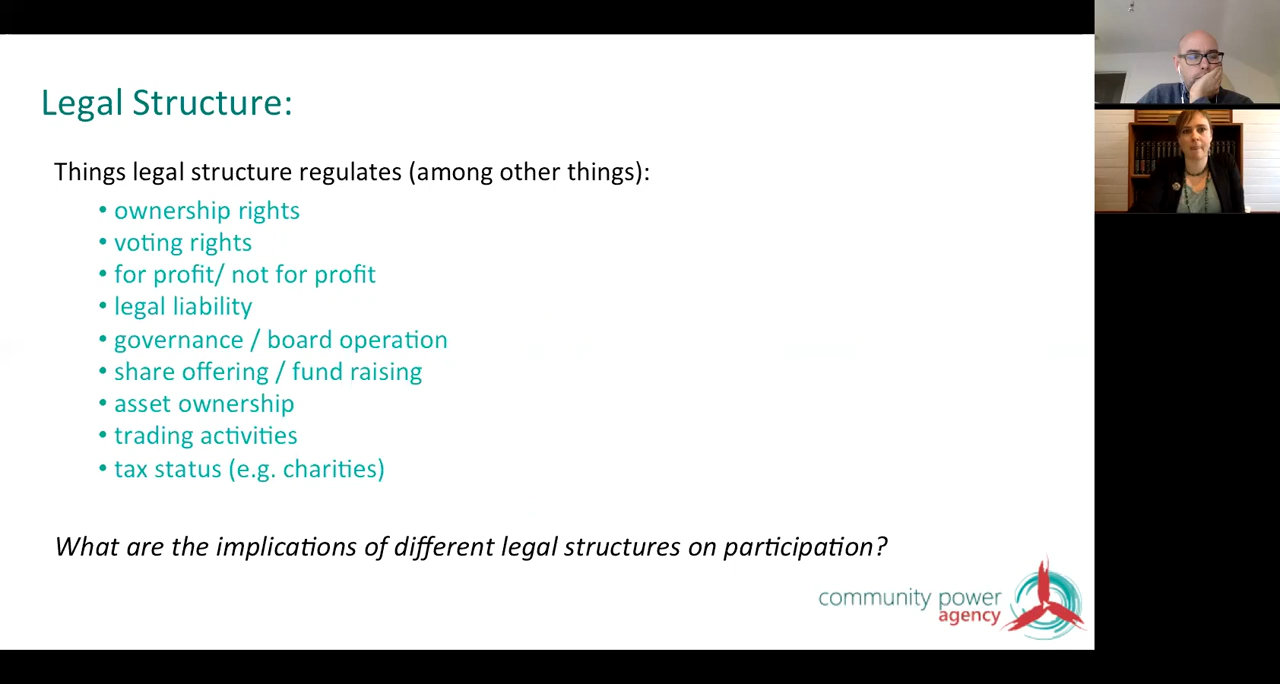 Legal Structure:
Things legal structure regulates (among other things):
• ownership rights
• voting rights
• for profit/ not for profit
• legal liability
• governance / board operation
• share offering / fund raising
• asset ownership
• trading activities
• tax status (e.g. charities)
What are the implications of different legal structures on participation?
community power
agency